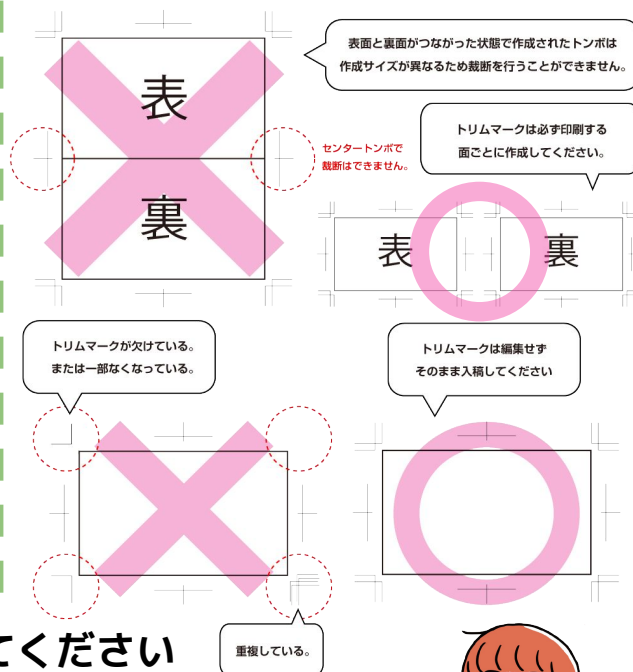 表面と裏面がつながった状態で作成されたトンボは
作成サイズが異なるため裁断を行うことができません。
表
裏
センタートンボで
裁断はできません。
トリムマークは必ず印刷する
面ごとに作成してください。
表
裏
トリムマークが欠けている。
または一部なくなっている。
トリムマークは編集せず
そのまま入稿してください
重複している。
てください